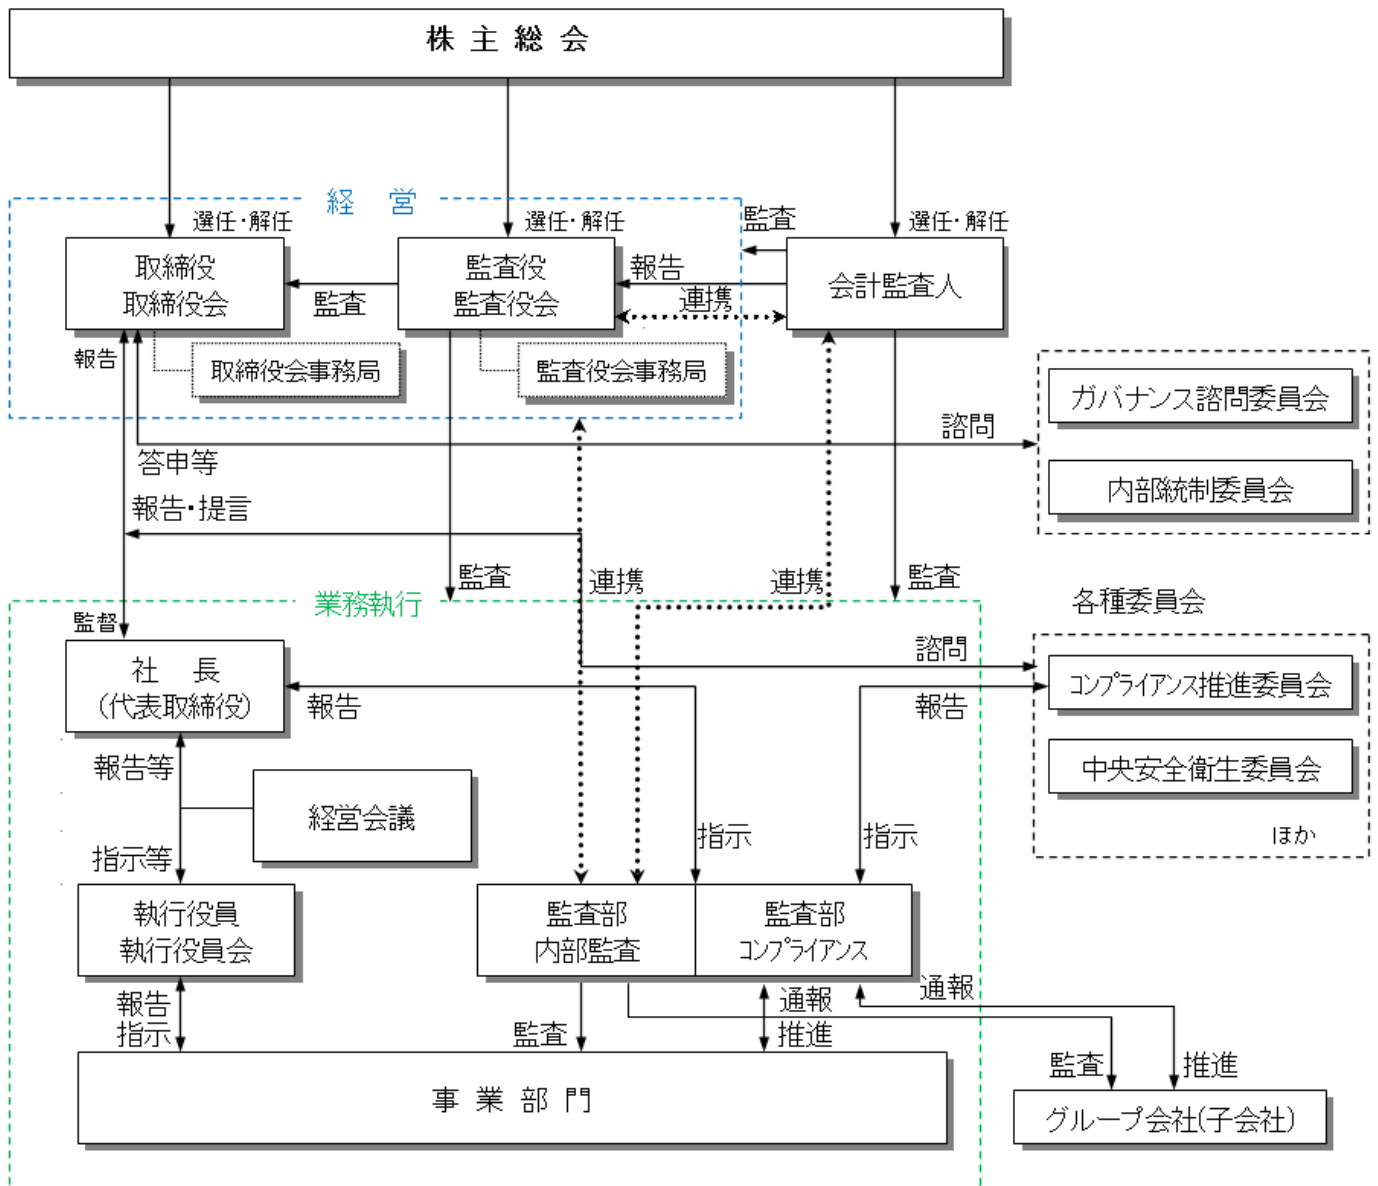 株主総会
経営
選任・解任
選任・解任
監査
選任・解任
取締役
取締役会
監査
監査役
監査役会
報告
連携
会計監査人
報告
取締役会事務局
監査役会事務局
ガバナンス諮問委員会
諮問
答申等
内部統制委員会
報告・提言
監査
連携
連携
監査
業務執行
各種委員会
監督
社長
(代表取締役)
諮問
報告
報告
コンプライアンス推進委員会
報告等
中央安全衛生委員会
経営会議
指示
指示
ほか
指示等
執行役員
執行役員会
監査部
内部監査
監査部
コンプライアンス
報告
指示
通報
通報
監査
推進
監査
推進
事業部門
グループ会社(子会社)